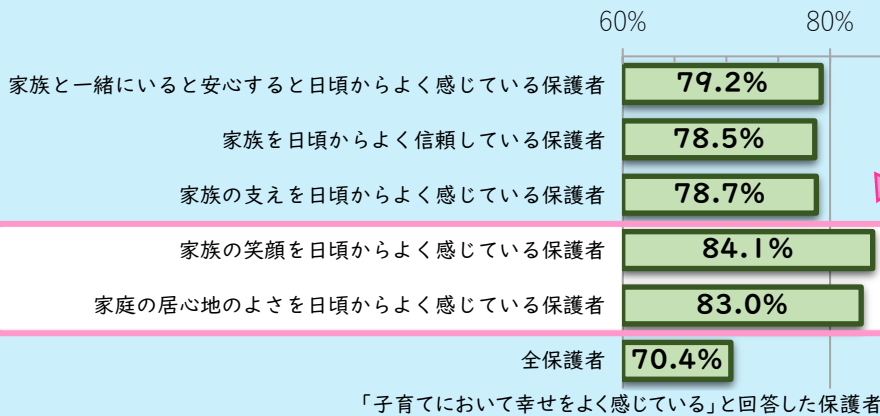 60% 80%
家族と一緒にいると安心すると日頃からよく感じている保護者 79.2%
家族を日頃からよく信頼している保護者 78.5%
家族の支えを日頃からよく感じている保護者 78.7%
家族の笑顔を日頃からよく感じている保護者 84.1%
家庭の居心地のよさを日頃からよく感じている保護者 83.0%
全保護者 70.4%
「子育てにおいて幸せをよく感じている」と回答した保護者